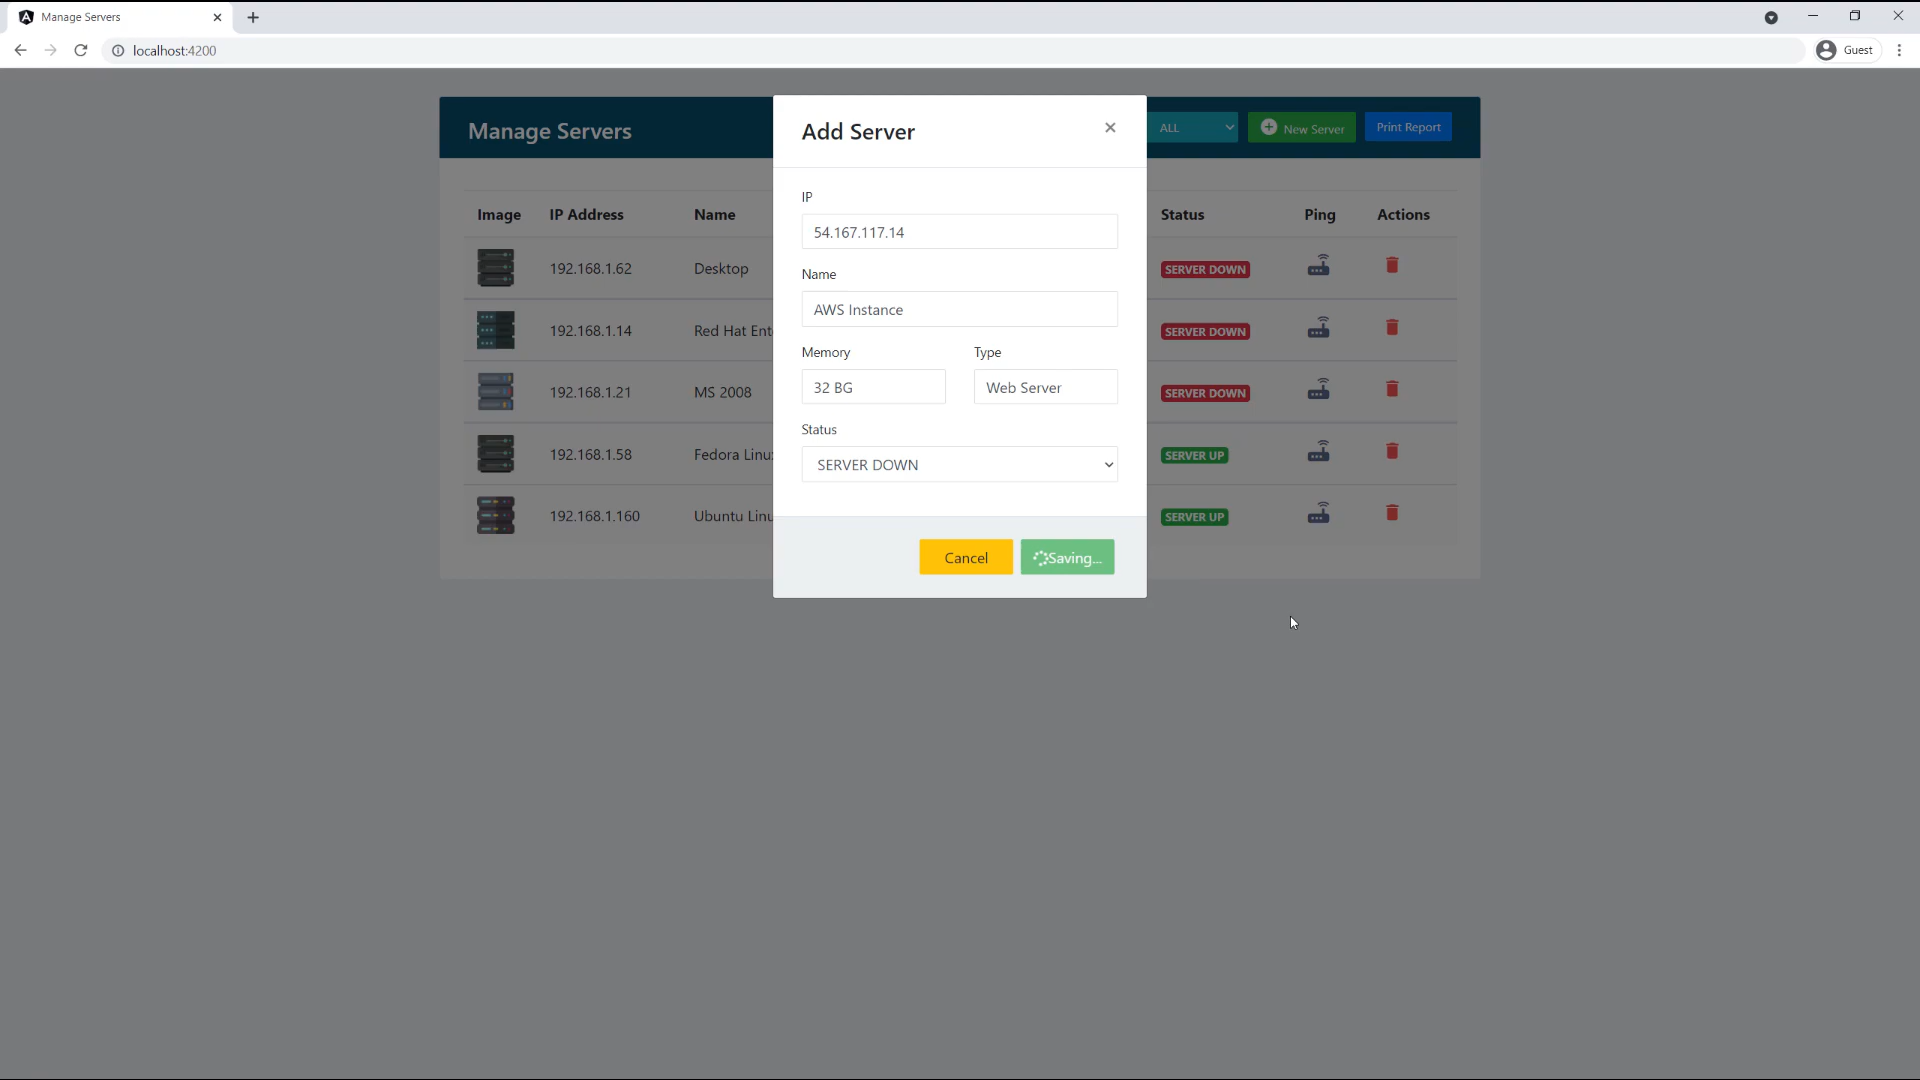 Manage Servers
localhost:4200
Guest
Manage Servers
ALL
New Server
Print Report
Add Server
IP
54.167.117.14
Name
AWS Instance
Memory
Type
32 BG
Web Server
Status
SERVER DOWN
Cancel
Saving...
Image
IP Address
Name
Status
Ping
Actions
192.168.1.62
Desktop
SERVER DOWN
192.168.1.14
Red Hat Ent
SERVER DOWN
192.168.1.21
MS 2008
SERVER DOWN
192.168.1.58
Fedora Linu
SERVER UP
192.168.1.160
Ubuntu Linu
SERVER UP